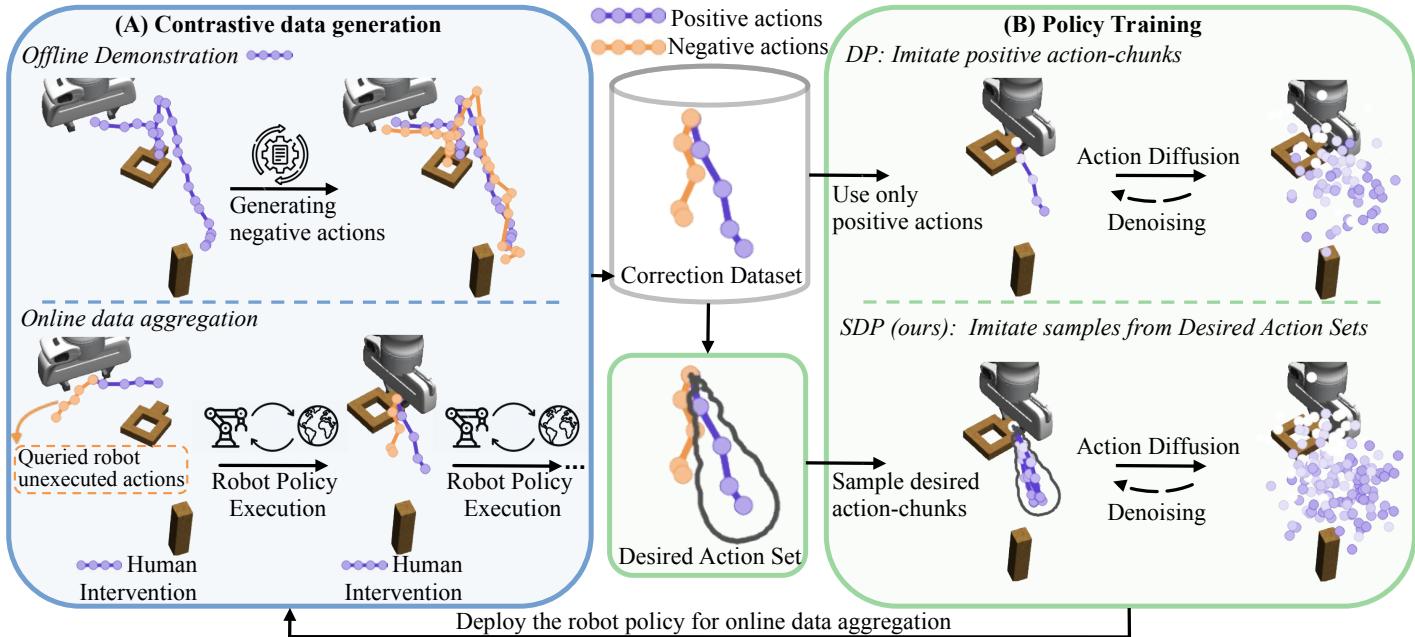 (A) Contrastive data generation
Offline Demonstration
Generating
negative actions
Online data aggregation
Queried robot
unexecuted actions
Robot Policy
Execution
Robot Policy
Execution
...
Human
Intervention
Human
Intervention
Positive actions
Negative actions
Correction Dataset
Desired Action Set
Use only
positive actions
Sample desired
action-chunks
(B) Policy Training
DP: Imitate positive action-chunks
Action Diffusion
Denoising
SDP (ours): Imitate samples from Desired Action Sets
Action Diffusion
Denoising
Deploy the robot policy for online data aggregation